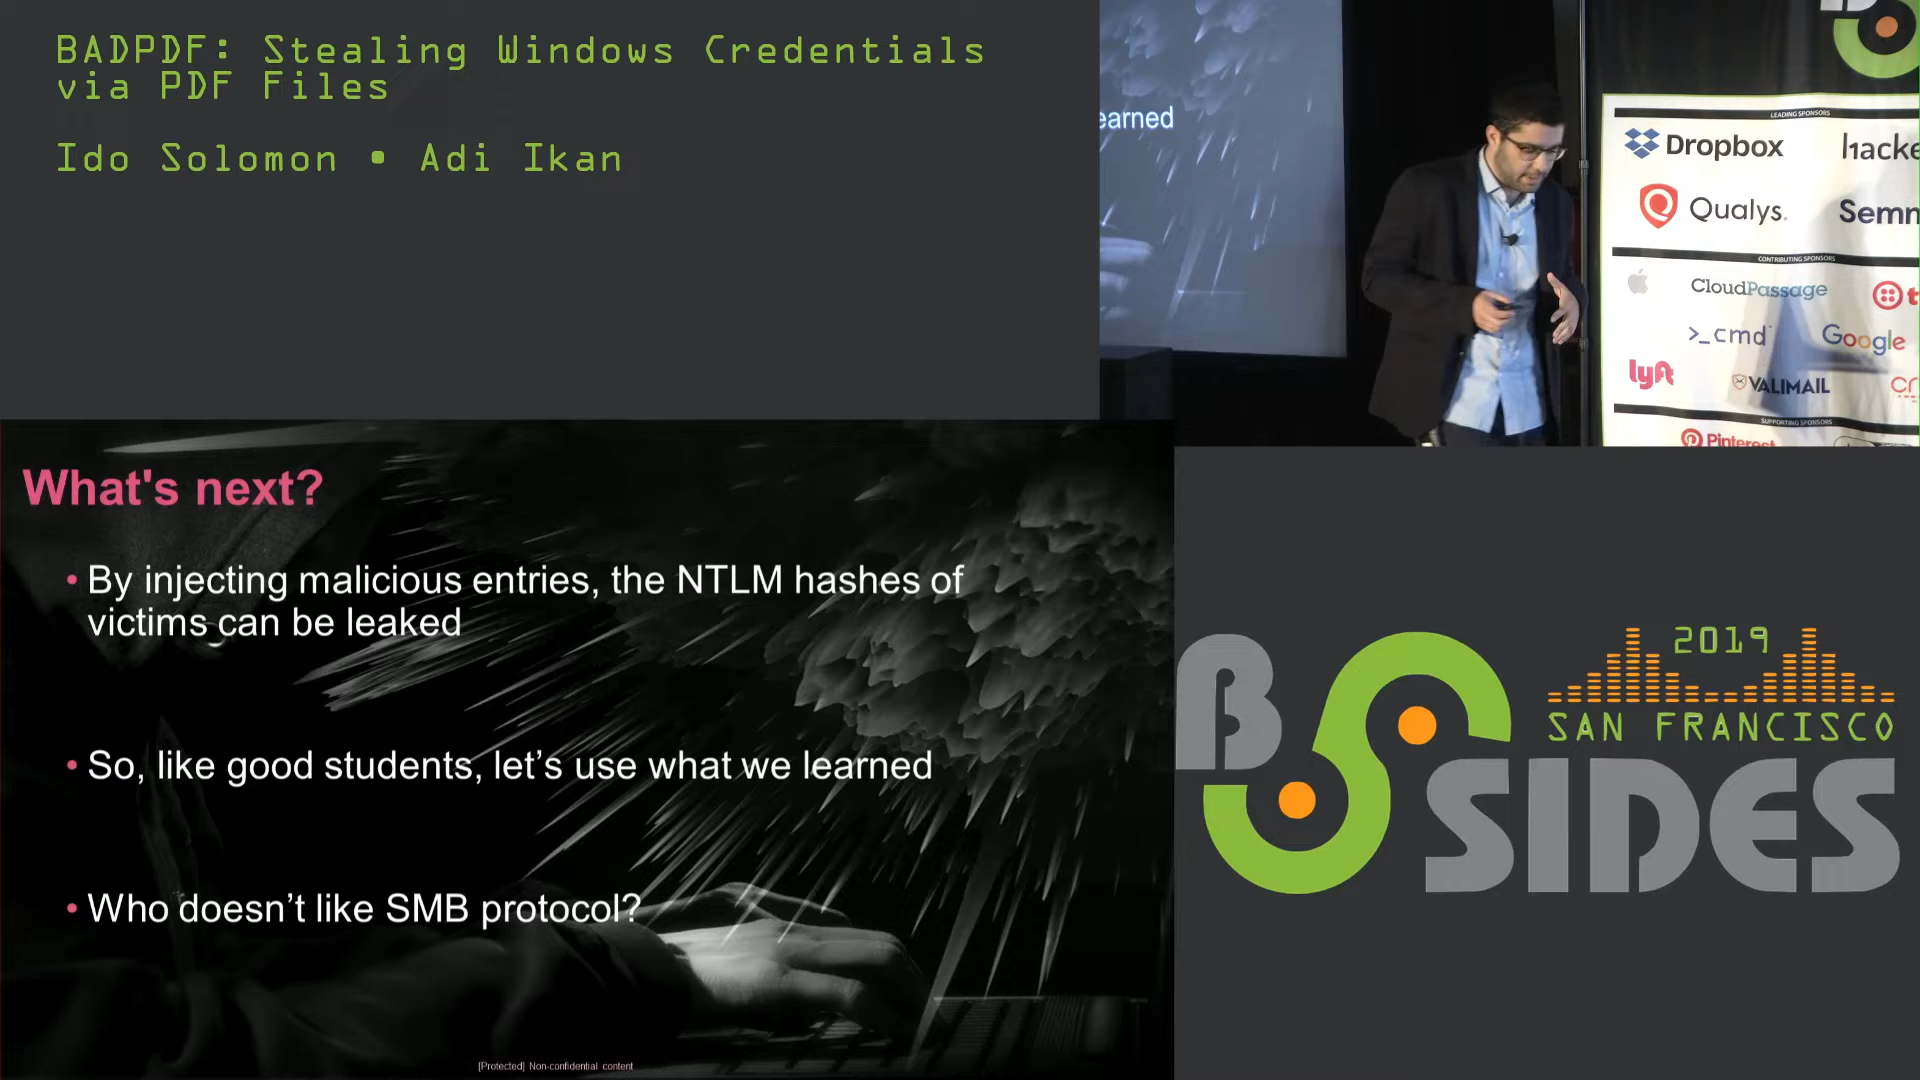 BADPDF: Stealing Windows Credentials
via PDF Files
Ido Solomon • Adi Ikan
earned
LEADING SPONSORS
Dropbox
Qualys.
CONTRIBUTING SPONSORS
CloudPassage
>_cmd
Google
lyft
VALIMAIL
SUPPORTING SPONSORS
Pinterest
What's next?
• By injecting malicious entries, the NTLM hashes of
victims can be leaked
• So, like good students, let’s use what we learned
• Who doesn’t like SMB protocol?
[Protected] Non-confidential content
2019
SAN FRANCISCO
BSIDES